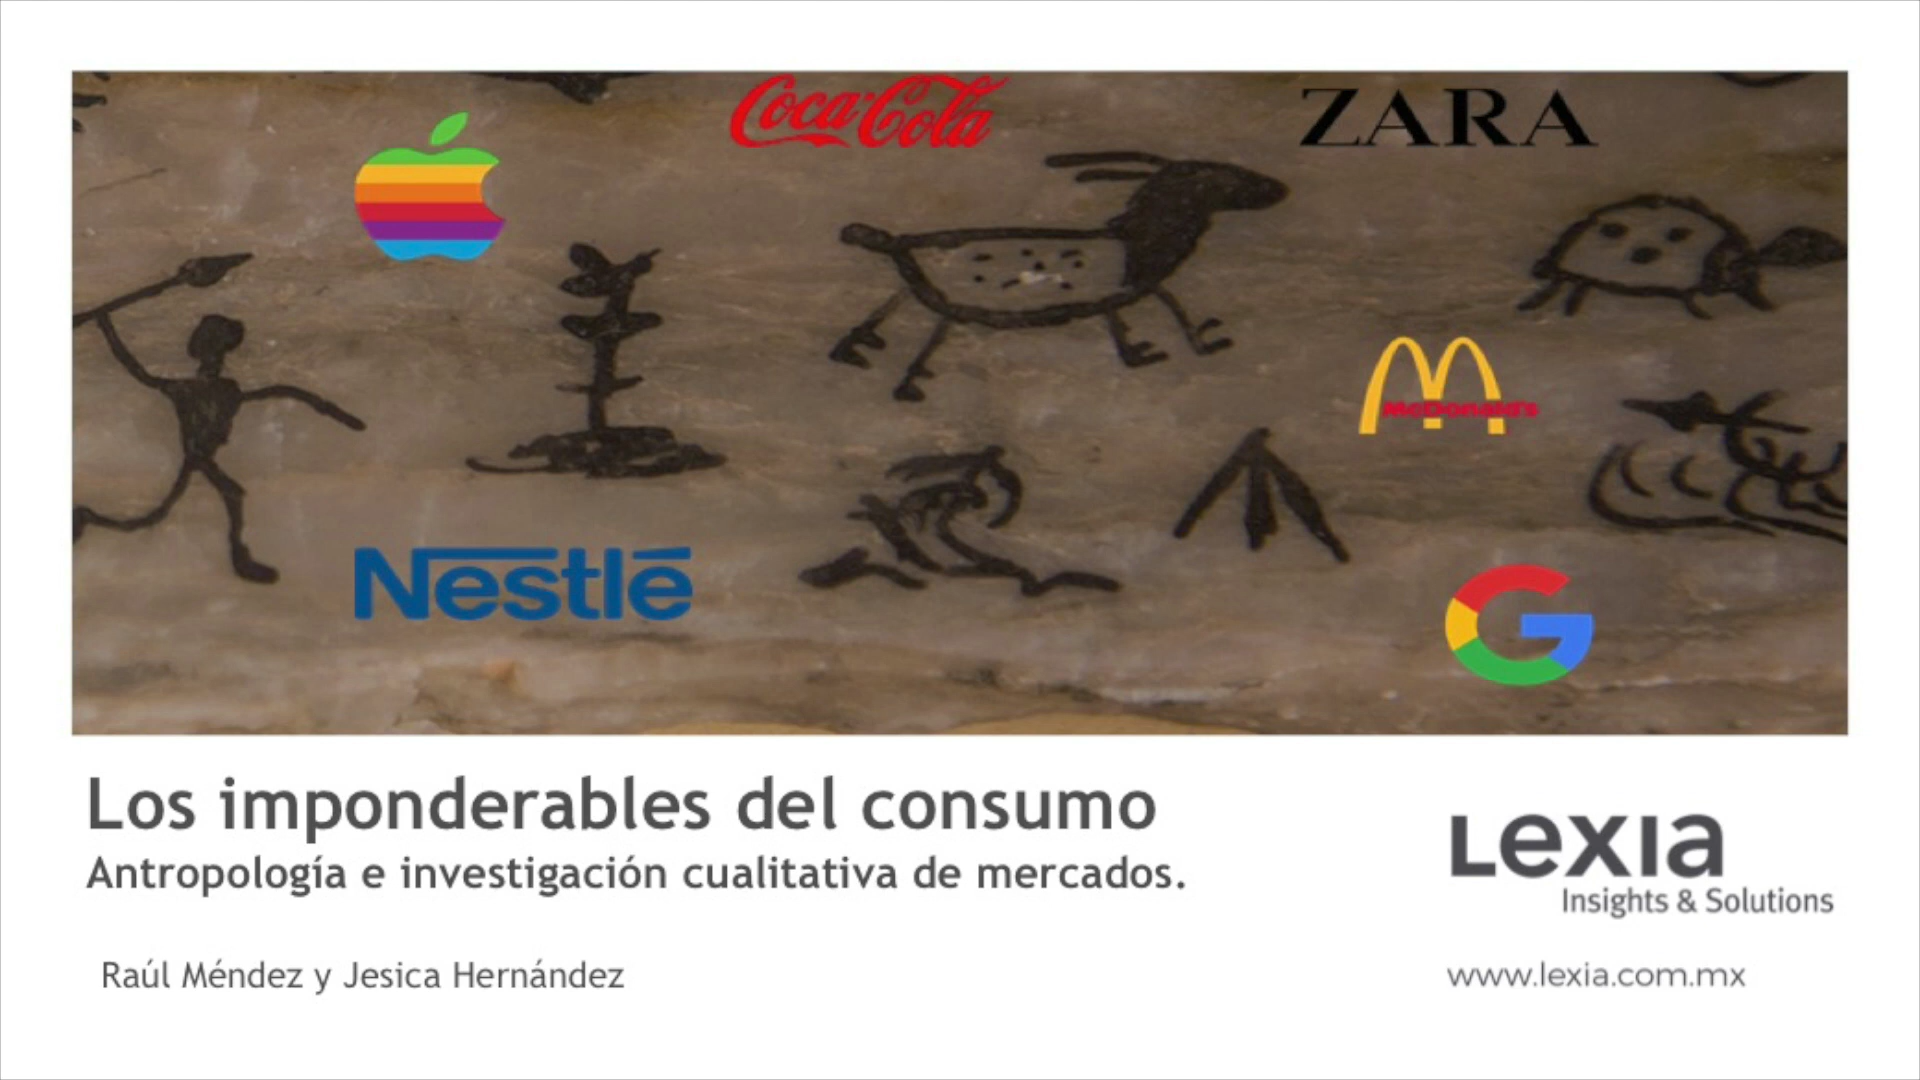 Coca-Cola
ZARA
McDonald's
Nestlé
G
Los imponderables del consumo
Antropología e investigación cualitativa de mercados.
Lexia
Insights & Solutions
Raúl Méndez y Jesica Hernández
www.lexia.com.mx